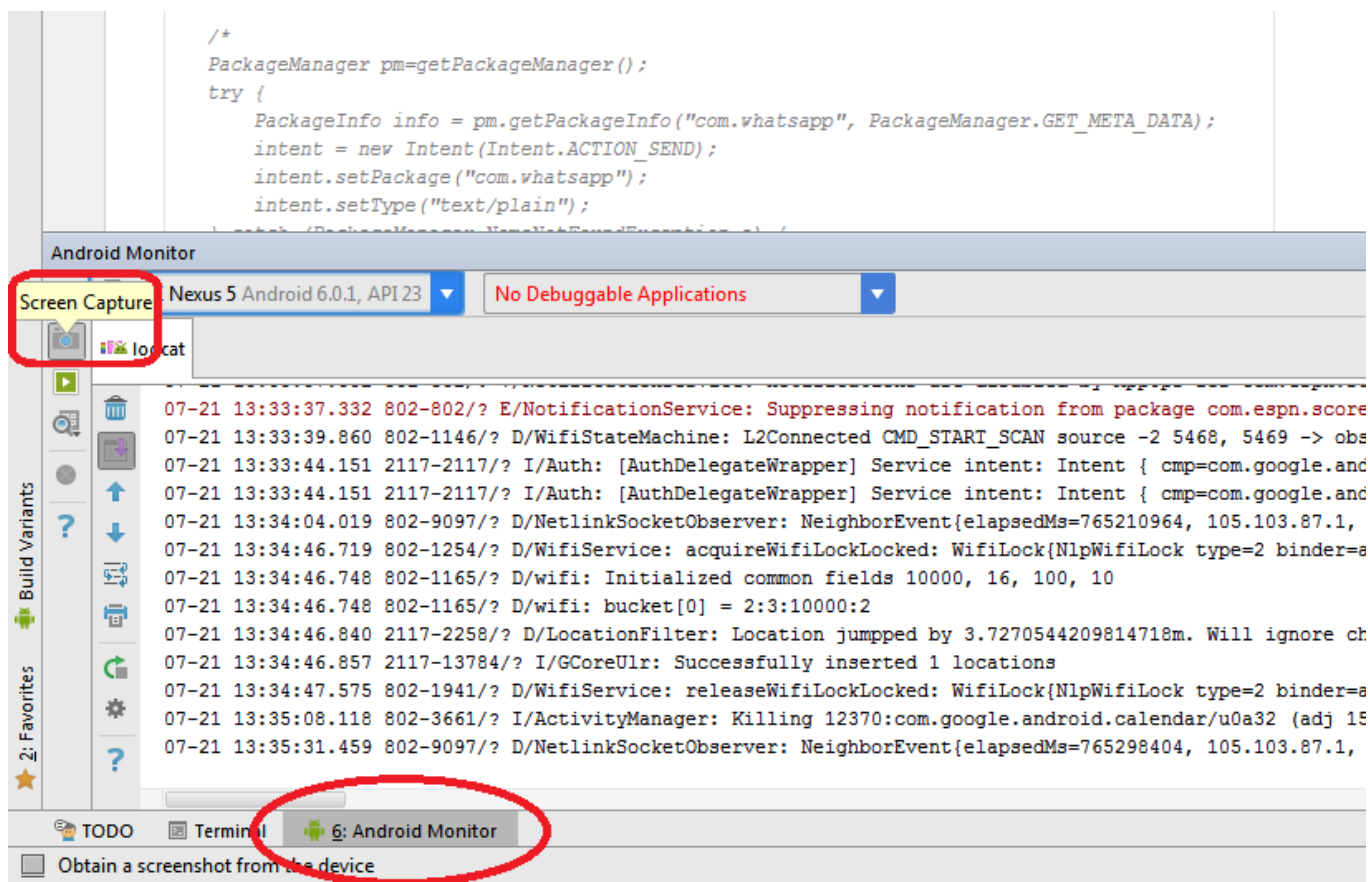 /*
PackageManager pm=getPackageManager();
try {
PackageInfo info = pm.getPackageInfo("com.whatsapp", PackageManager.GET_META_DATA);
intent = new Intent(Intent.ACTION_SEND);
intent.setPackage("com.whatsapp");
intent.setType("text/plain");
} catch (PackageManager.NameNotFoundException e) {
Android Monitor
Screen Capture
Nexus 5 Android 6.0.1, API 23
No Debuggable Applications
logcat
07-21 13:33:37.332 802-802/? E/NotificationService: Suppressing notification from package com.espn.score
07-21 13:33:39.860 802-1146/? D/WifiStateMachine: L2Connected CMD_START_SCAN source -2 5468, 5469 -> obs
07-21 13:33:44.151 2117-2117/? I/Auth: [AuthDelegateWrapper] Service intent: Intent { cmp=com.google.and
07-21 13:33:44.151 2117-2117/? I/Auth: [AuthDelegateWrapper] Service intent: Intent { cmp=com.google.and
07-21 13:34:04.019 802-9097/? D/NetlinkSocketObserver: NeighborEvent{elapsedMs=765210964, 105.103.87.1,
07-21 13:34:46.719 802-1254/? D/WifiService: acquireWifiLockLocked: WifiLock{NlpWifiLock type=2 binder=a
07-21 13:34:46.748 802-1165/? D/wifi: Initialized common fields 10000, 16, 100, 10
07-21 13:34:46.748 802-1165/? D/wifi: bucket[0] = 2:3:10000:2
07-21 13:34:46.840 2117-2258/? D/LocationFilter: Location jumpped by 3.7270544209814718m. Will ignore ch
07-21 13:34:46.857 2117-13784/? I/GCoreUlr: Successfully inserted 1 locations
07-21 13:34:47.575 802-1941/? D/WifiService: releaseWifiLockLocked: WifiLock{NlpWifiLock type=2 binder=a
07-21 13:35:08.118 802-3661/? I/ActivityManager: Killing 12370:com.google.android.calendar/u0a32 (adj 15
07-21 13:35:31.459 802-9097/? D/NetlinkSocketObserver: NeighborEvent{elapsedMs=765298404, 105.103.87.1,
Build Variants
2: Favorites
TODO
Terminal
6: Android Monitor
Obtain a screenshot from the device